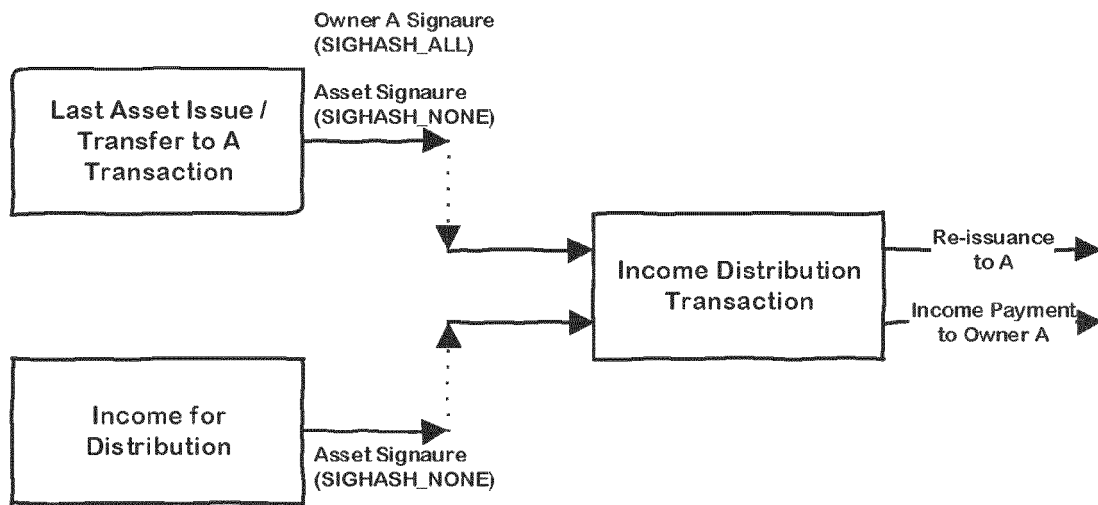 Owner A Signaure
(SIGHASH_ALL)
Asset Signaure
(SIGHASH_NONE)
Last Asset Issue /
Transfer to A
Transaction
Income Distribution
Transaction
Re-issuance
to A
Income Payment
to Owner A
Income for
Distribution
Asset Signaure
(SIGHASH_NONE)